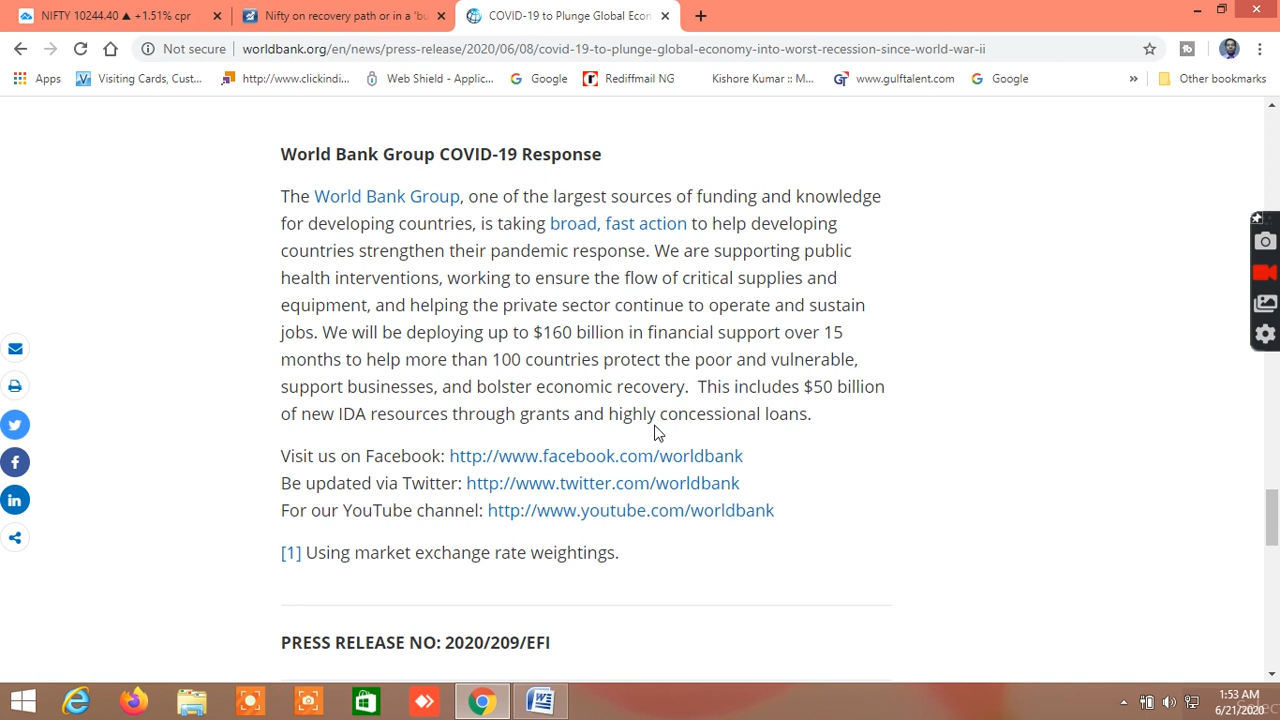 NIFTY 10244.40 ▲ +1.51% cpr
Nifty on recovery path or in a 'bu
COVID-19 to Plunge Global Econ
Not secure
worldbank.org/en/news/press-release/2020/06/08/covid-19-to-plunge-global-economy-into-worst-recession-since-world-war-ii
Apps
Visiting Cards, Cust...
http://www.clickindi...
Web Shield - Applic...
Google
Rediffmail NG
Kishore Kumar :: M...
www.gulftalent.com
Google
»
Other bookmarks
World Bank Group COVID-19 Response
The World Bank Group, one of the largest sources of funding and knowledge
for developing countries, is taking broad, fast action to help developing
countries strengthen their pandemic response. We are supporting public
health interventions, working to ensure the flow of critical supplies and
equipment, and helping the private sector continue to operate and sustain
jobs. We will be deploying up to $160 billion in financial support over 15
months to help more than 100 countries protect the poor and vulnerable,
support businesses, and bolster economic recovery. This includes $50 billion
of new IDA resources through grants and highly concessional loans.
Visit us on Facebook: http://www.facebook.com/worldbank
Be updated via Twitter: http://www.twitter.com/worldbank
For our YouTube channel: http://www.youtube.com/worldbank
[1] Using market exchange rate weightings.
PRESS RELEASE NO: 2020/209/EFI
1:53 AM
6/21/2020